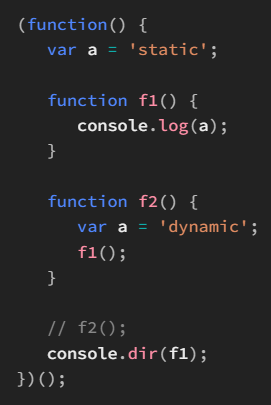 (function() {
   var a = 'static';

   function f1() {
      console.log(a);
   }

   function f2() {
      var a = 'dynamic';
      f1();
   }

   // f2();
   console.dir(f1);
})();